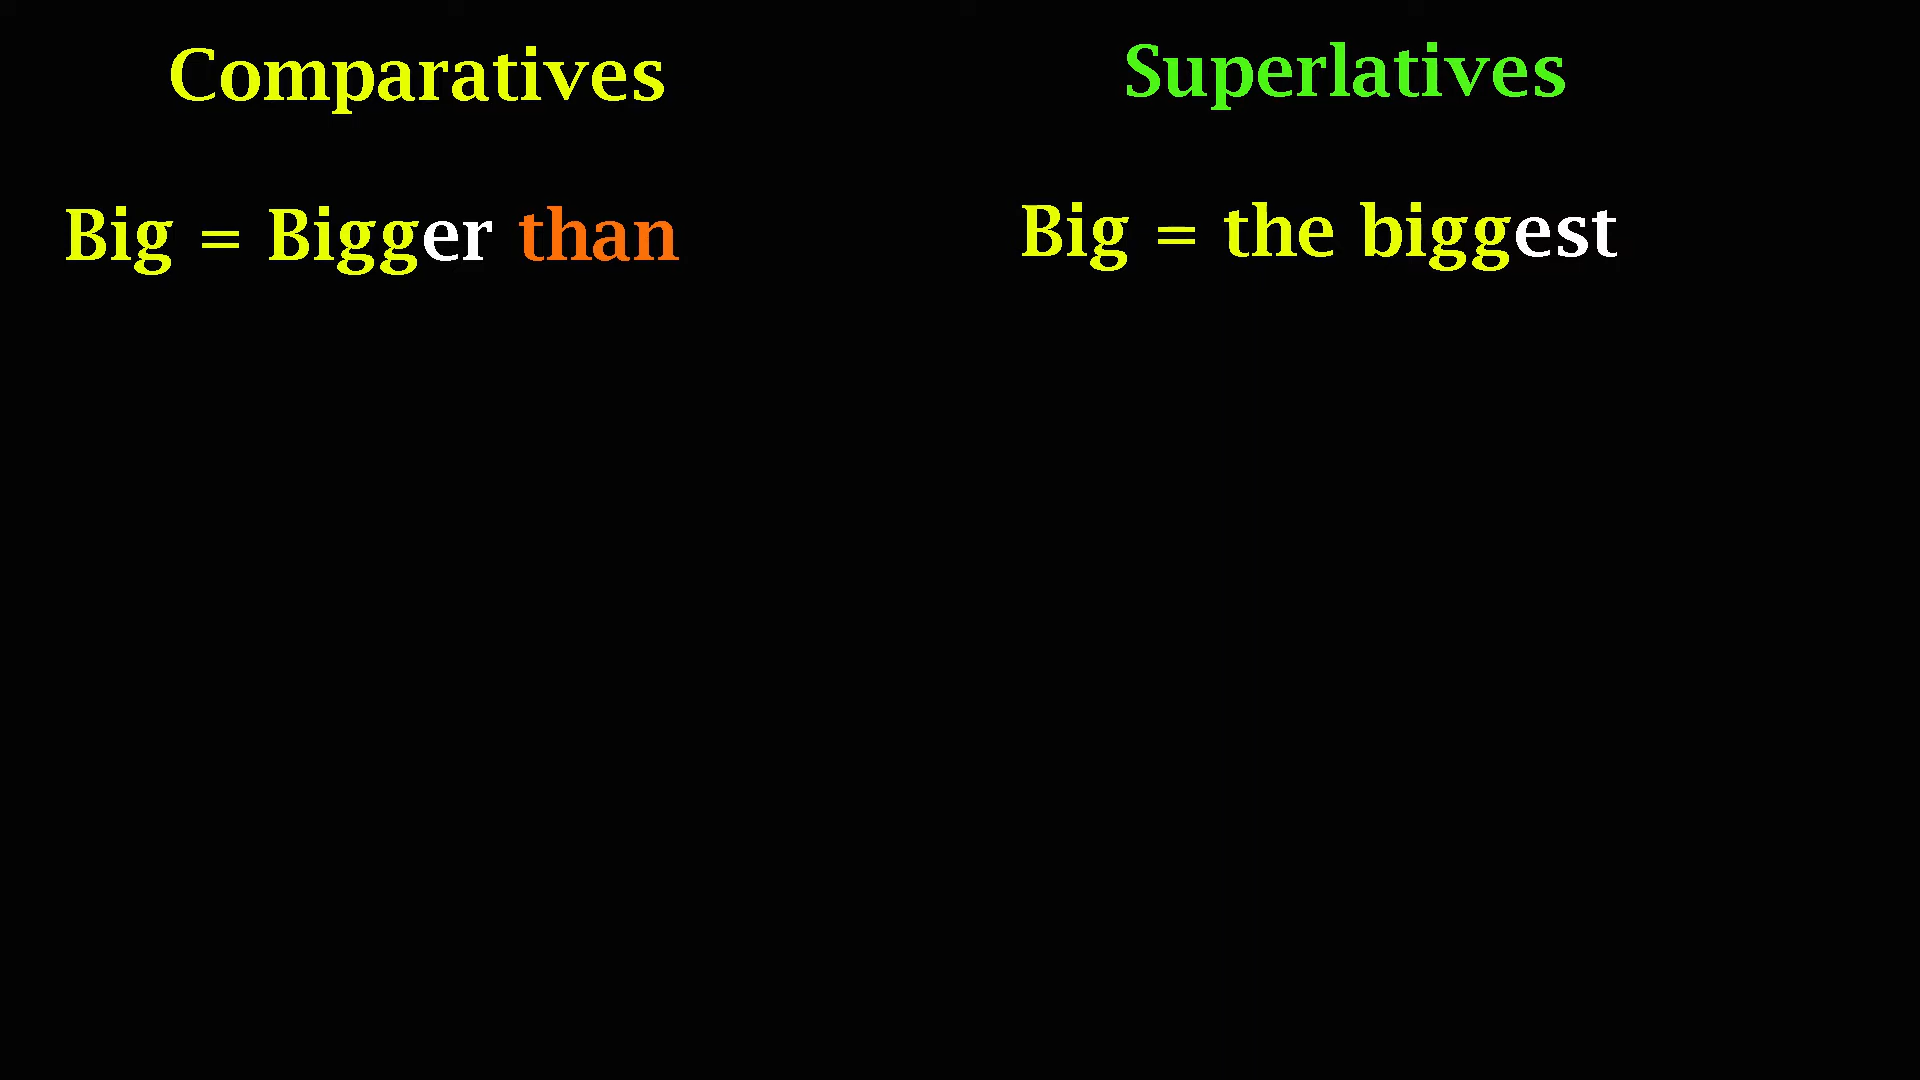 Comparatives
Superlatives
Big = Bigger than
Big = the biggest